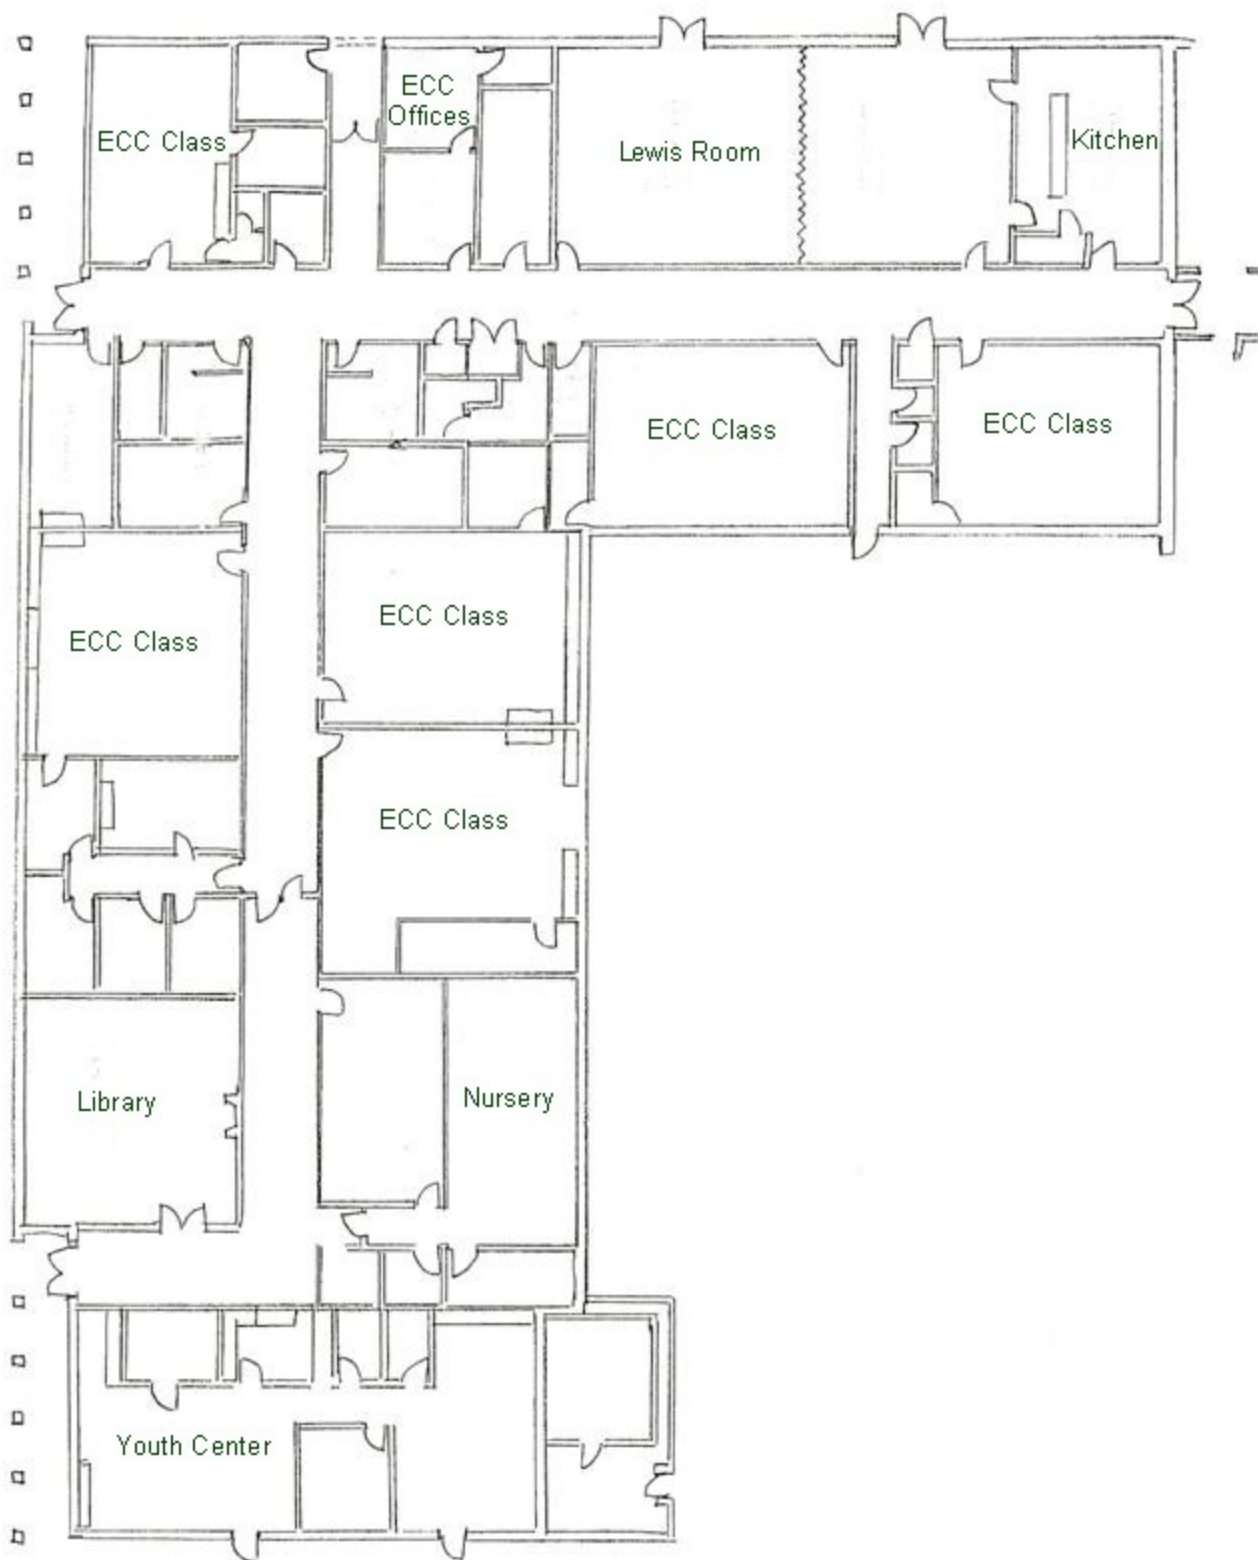 ECC Class
ECC
Offices
Lewis Room
Kitchen
ECC Class
ECC Class
ECC Class
ECC Class
ECC Class
Library
Nursery
Youth Center